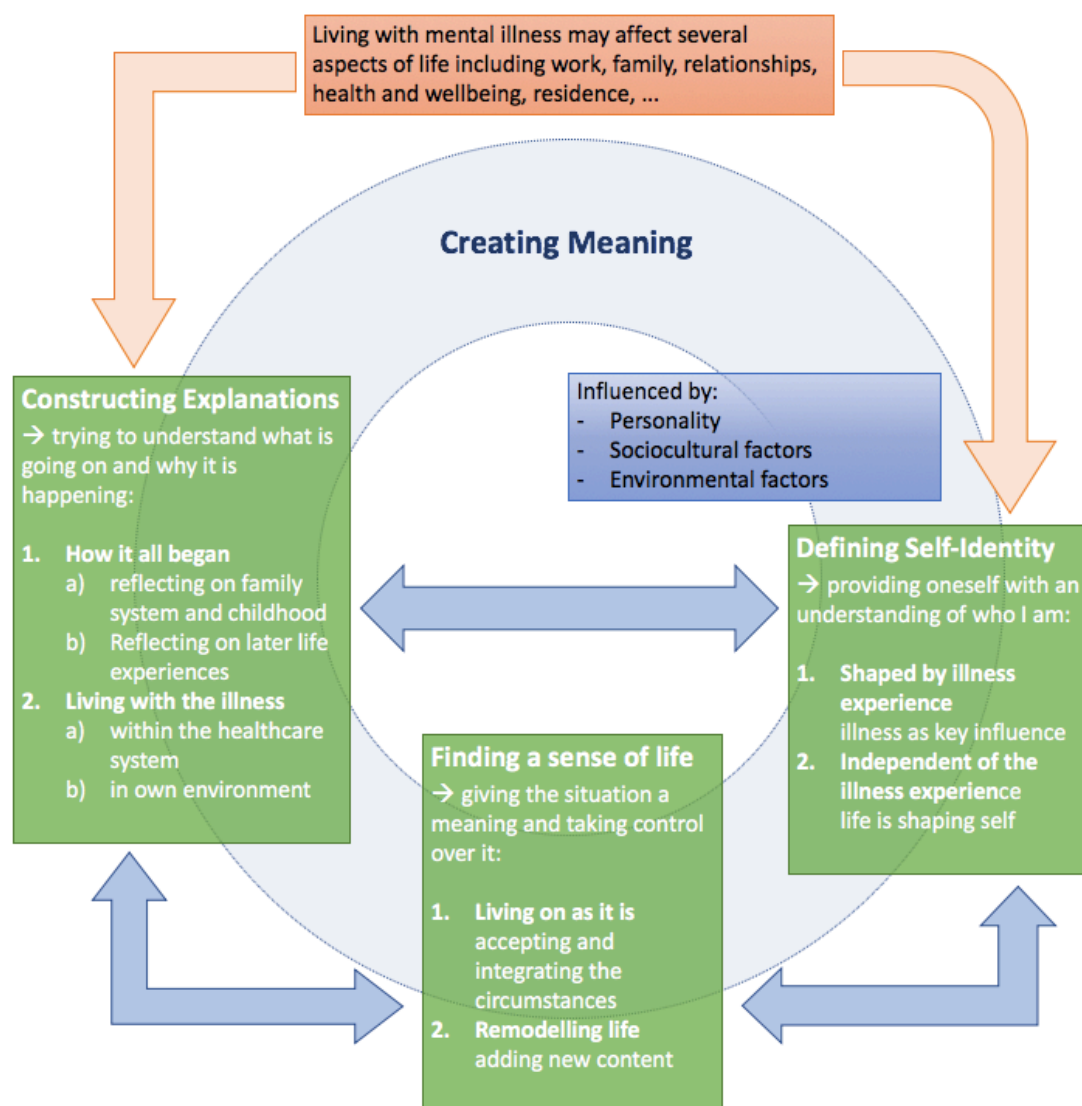 Living with mental illness may affect several
aspects of life including work, family, relationships,
health and wellbeing, residence, ...
Creating Meaning
Constructing Explanations
→ trying to understand what is
going on and why it is
happening:
1. How it all began
a) reflecting on family
system and childhood
b) Reflecting on later life
experiences
2. Living with the illness
a) within the healthcare
system
b) in own environment
Influenced by:
- Personality
- Sociocultural factors
- Environmental factors
Defining Self-Identity
→ providing oneself with an
understanding of who I am:
1. Shaped by illness
experience
illness as key influence
2. Independent of the
illness experience
life is shaping self
Finding a sense of life
→ giving the situation a
meaning and taking control
over it:
1. Living on as it is
accepting and
integrating the
circumstances
2. Remodelling life
adding new content